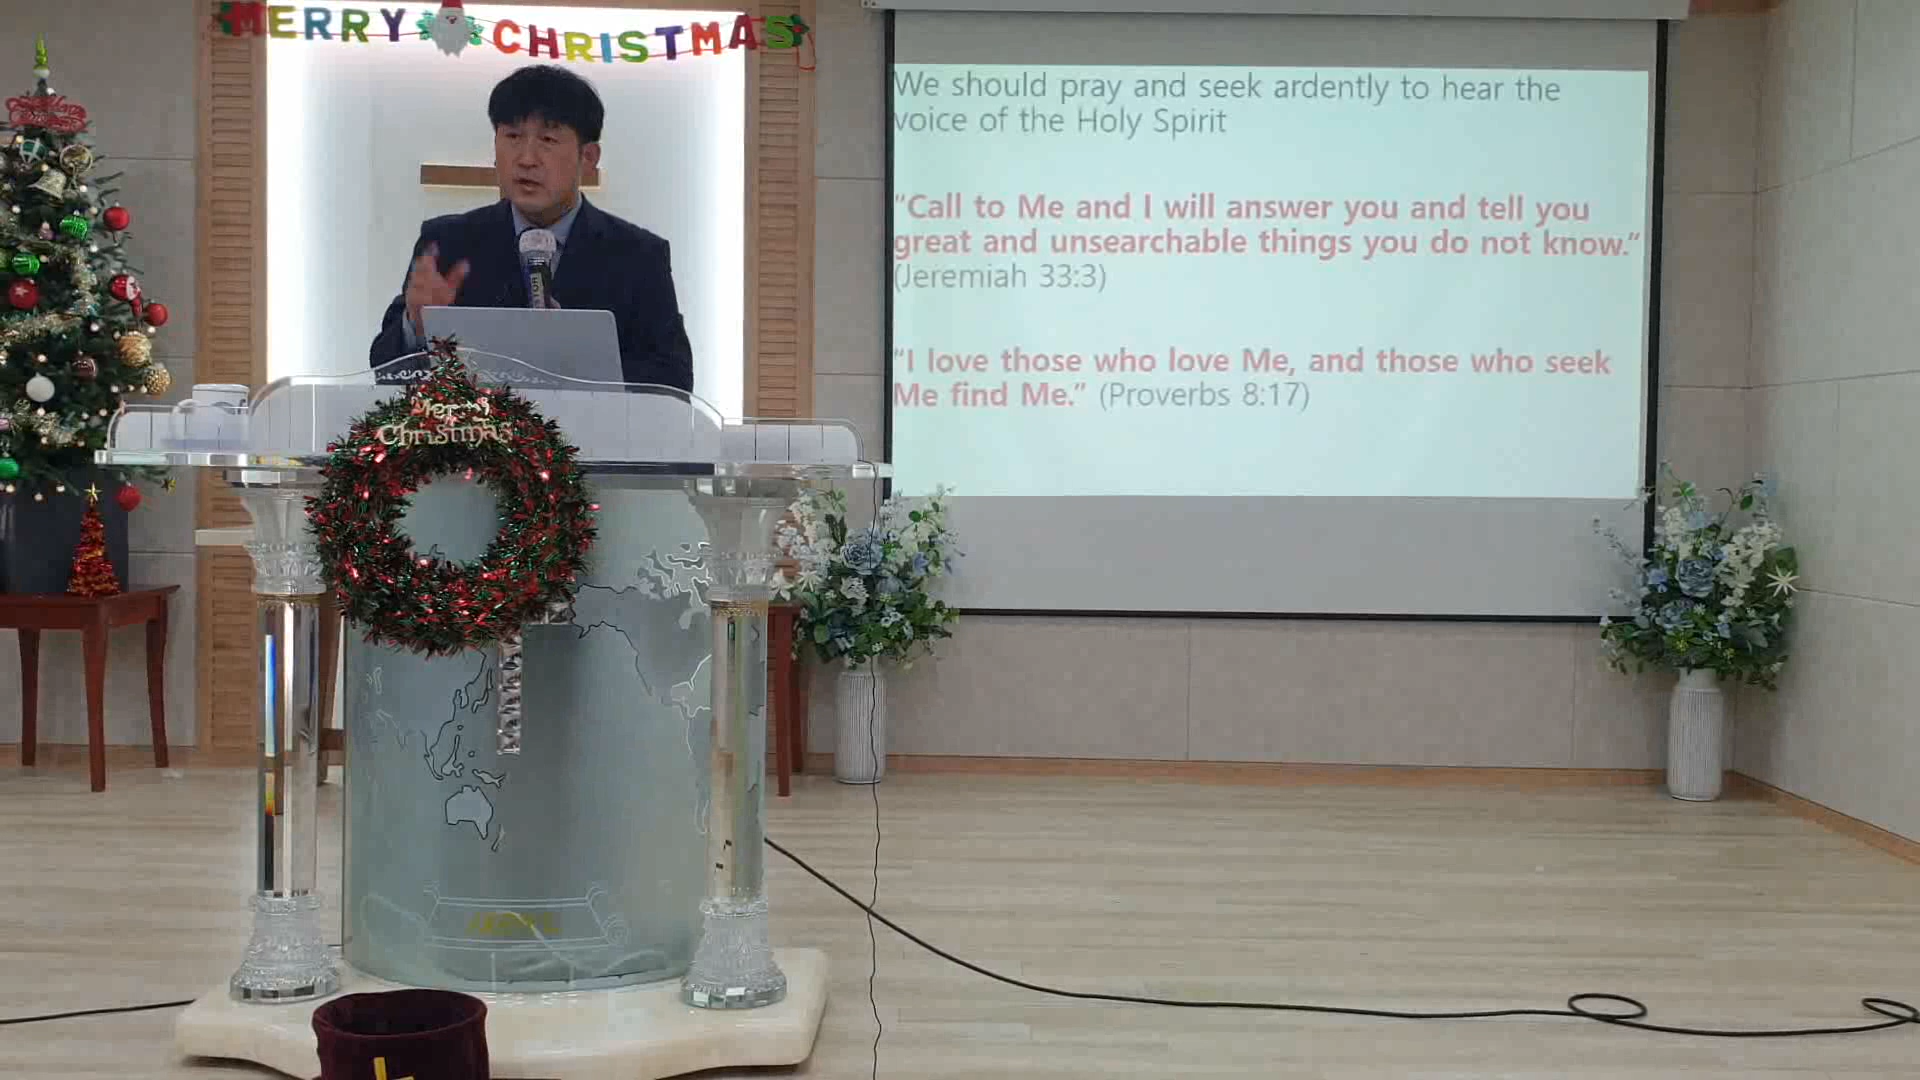 MERRY CHRISTMAS
We should pray and seek ardently to hear the
voice of the Holy Spirit
“Call to Me and I will answer you and tell you
great and unsearchable things you do not know.“
(Jeremiah 33:3)
“I love those who love Me, and those who seek
Me find Me.” (Proverbs 8:17)
Merry
Christmas